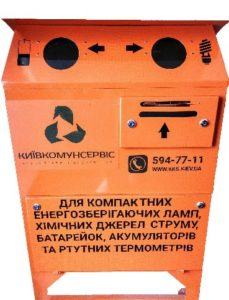 КИЇВКОМУНСЕРВІС
594-77-11
WWW.KKS.KIEV.UA
ДЛЯ КОМПАКТНИХ
ЕНЕРГОЗБЕРІГАЮЧИХ ЛАМП,
ХІМІЧНИХ ДЖЕРЕЛ СТРУМУ,
БАТАРЕЙОК, АКУМУЛЯТОРІВ
ТА РТУТНИХ ТЕРМОМЕТРІВ